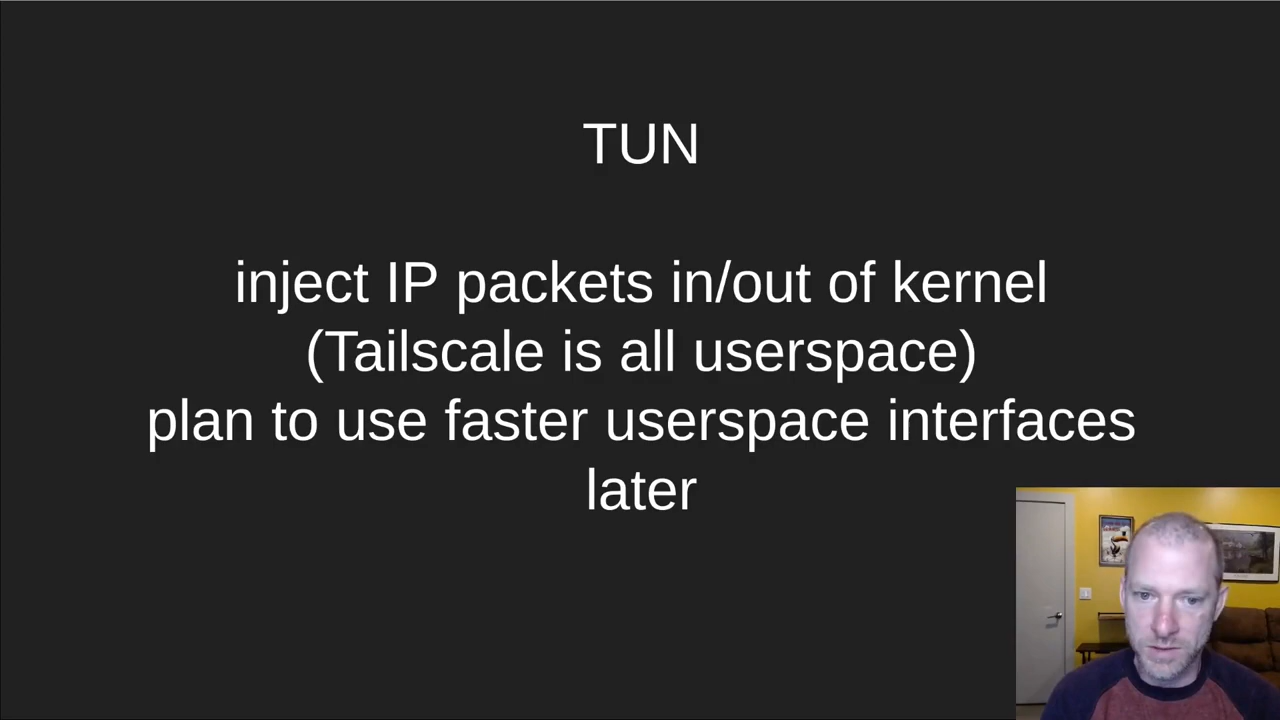 TUN
inject IP packets in/out of kernel
(Tailscale is all userspace)
plan to use faster userspace interfaces
later